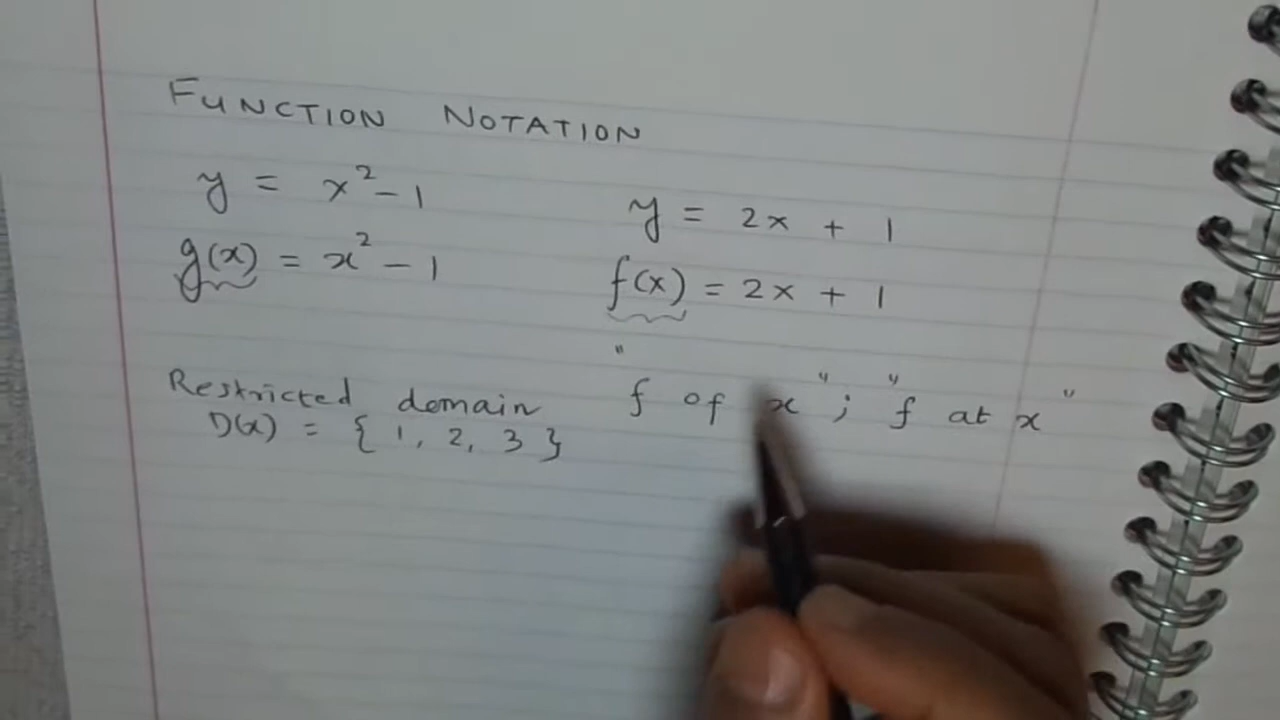 FUNCTION NOTATION
y = x² - 1
g(x) = x² - 1
y = 2x + 1
f(x) = 2x + 1
"f of x"; "f at x"
Restricted domain
D(x) = { 1, 2, 3 }